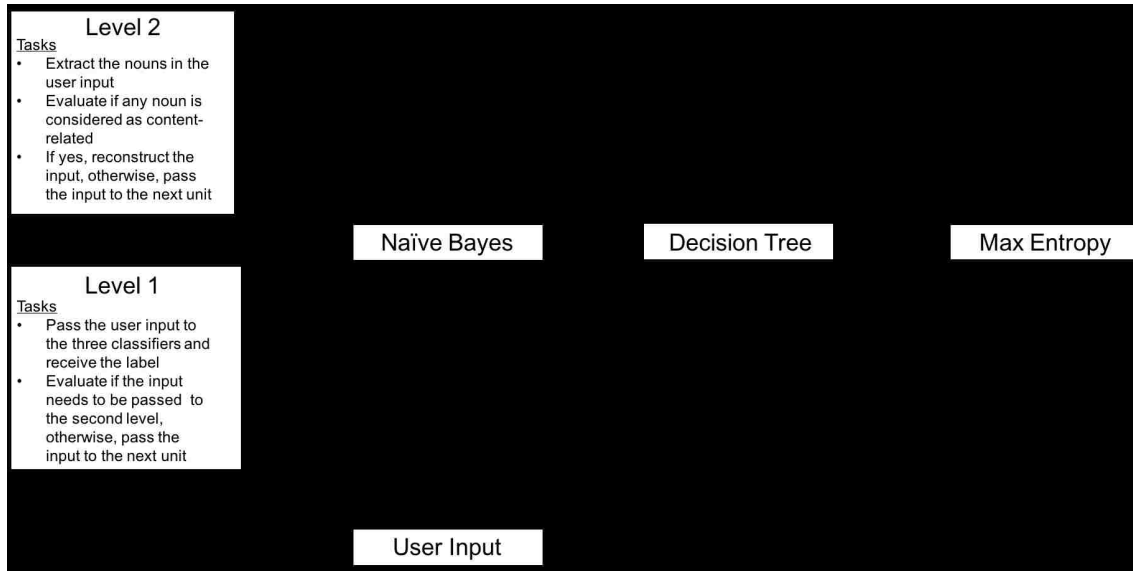 Level 2
Tasks
• Extract the nouns in the
user input
• Evaluate if any noun is
considered as content-
related
• If yes, reconstruct the
input, otherwise, pass
the input to the next unit
Naïve Bayes
Decision Tree
Max Entropy
Level 1
Tasks
• Pass the user input to
the three classifiers and
receive the label
• Evaluate if the input
needs to be passed to
the second level,
otherwise, pass the
input to the next unit
User Input